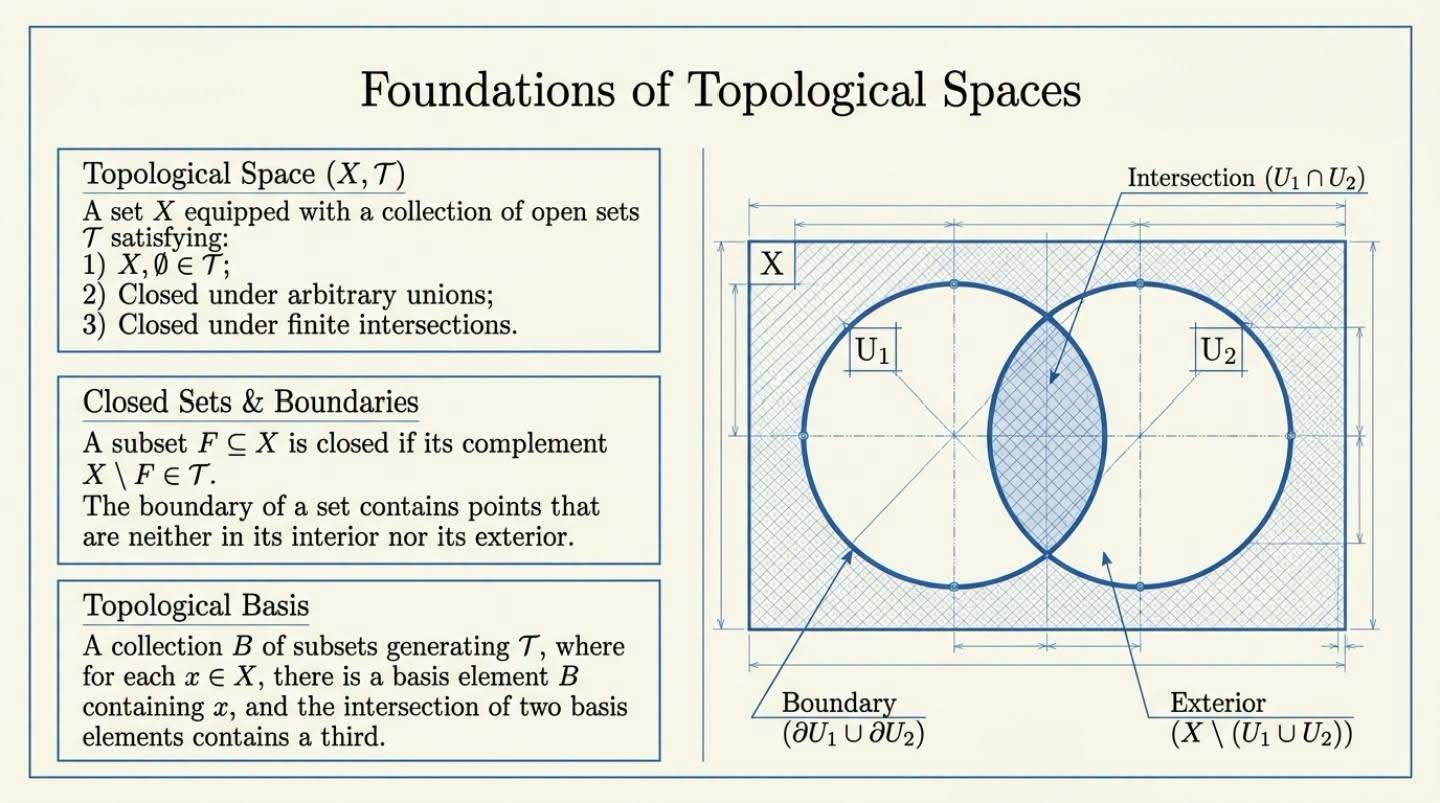 Foundations of Topological Spaces
Topological Space (X, 𝒯)
A set X equipped with a collection of open sets
𝒯 satisfying:
1) X, ∅ ∈ 𝒯;
2) Closed under arbitrary unions;
3) Closed under finite intersections.
Closed Sets & Boundaries
A subset F ⊆ X is closed if its complement
X \ F ∈ 𝒯.
The boundary of a set contains points that
are neither in its interior nor its exterior.
Topological Basis
A collection B of subsets generating 𝒯, where
for each x ∈ X, there is a basis element B
containing x, and the intersection of two basis
elements contains a third.
Intersection (U₁ ∩ U₂)
X
U₁
U₂
Boundary
(∂U₁ ∪ ∂U₂)
Exterior
(X \ (U₁ ∪ U₂))